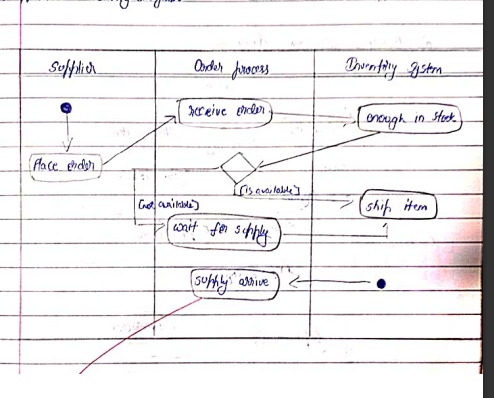 Supplier
Order process
Inventory System
receive order
enough in stock
Place order
[is available]
[not available]
ship item
wait for supply
supply arrive